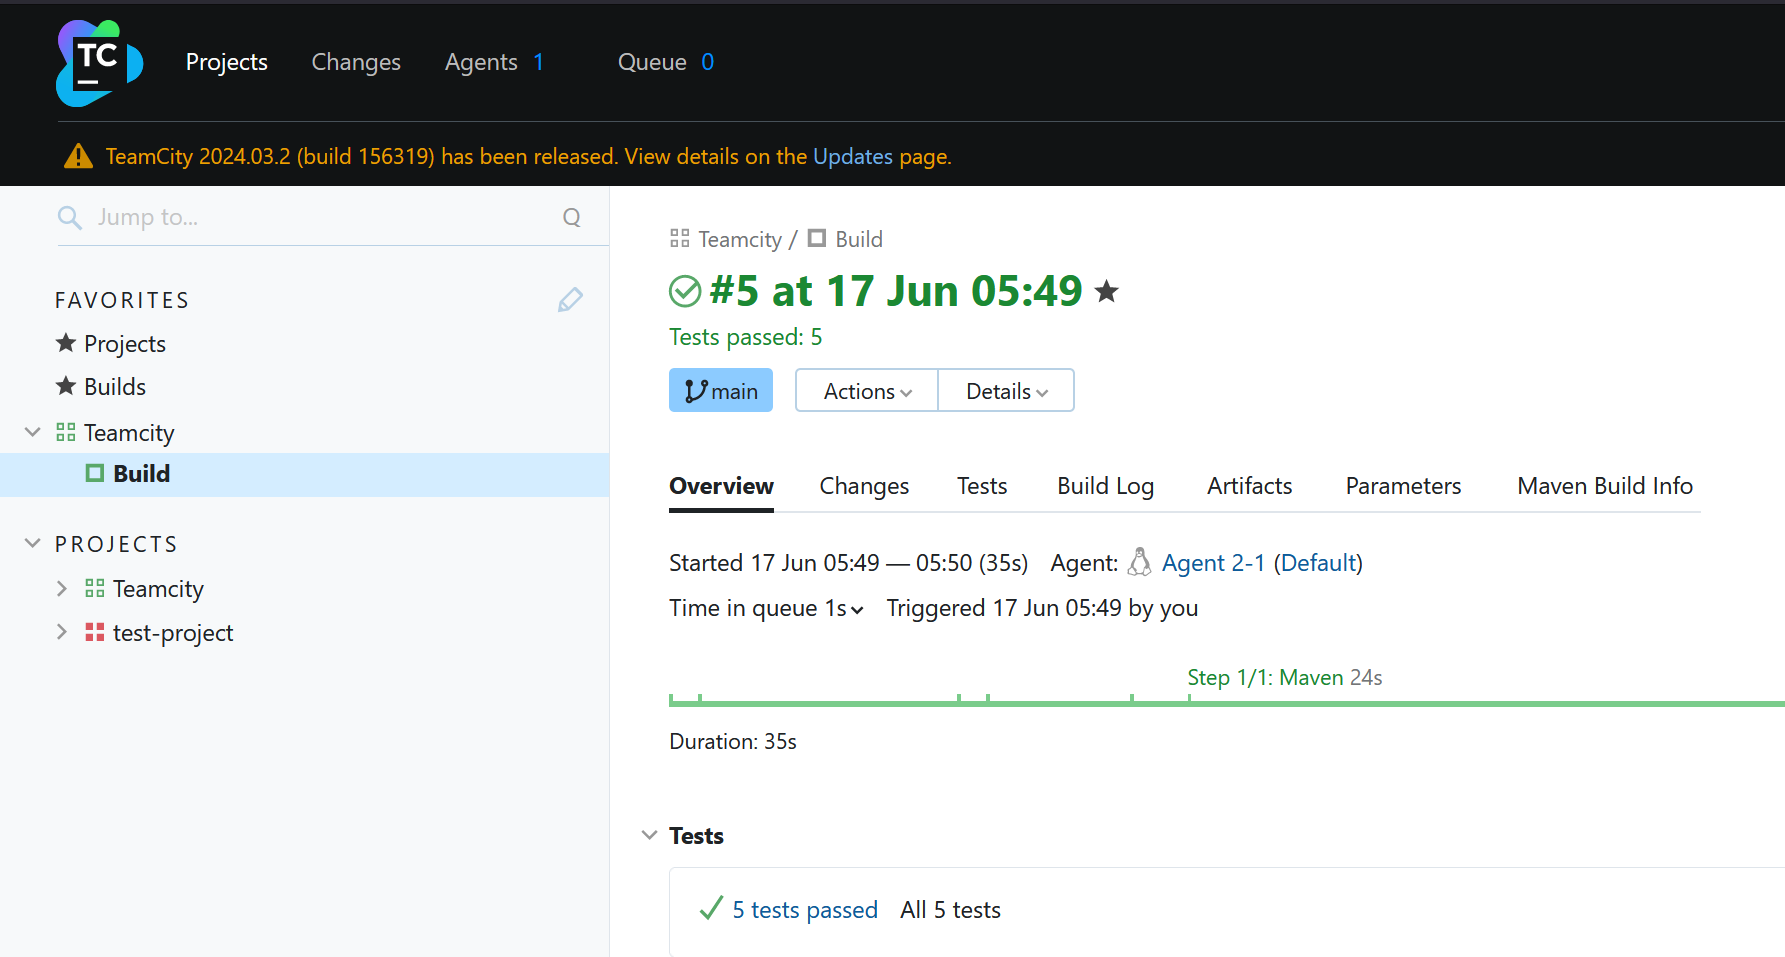 TC
Projects Changes Agents 1 Queue 0
TeamCity 2024.03.2 (build 156319) has been released. View details on the Updates page.
Jump to... Q
FAVORITES
Projects
Builds
Teamcity
Build
PROJECTS
Teamcity
test-project
Teamcity / Build
#5 at 17 Jun 05:49
Tests passed: 5
main Actions Details
Overview Changes Tests Build Log Artifacts Parameters Maven Build Info
Started 17 Jun 05:49 — 05:50 (35s) Agent: Agent 2-1 (Default)
Time in queue 1s Triggered 17 Jun 05:49 by you
Step 1/1: Maven 24s
Duration: 35s
Tests
5 tests passed All 5 tests